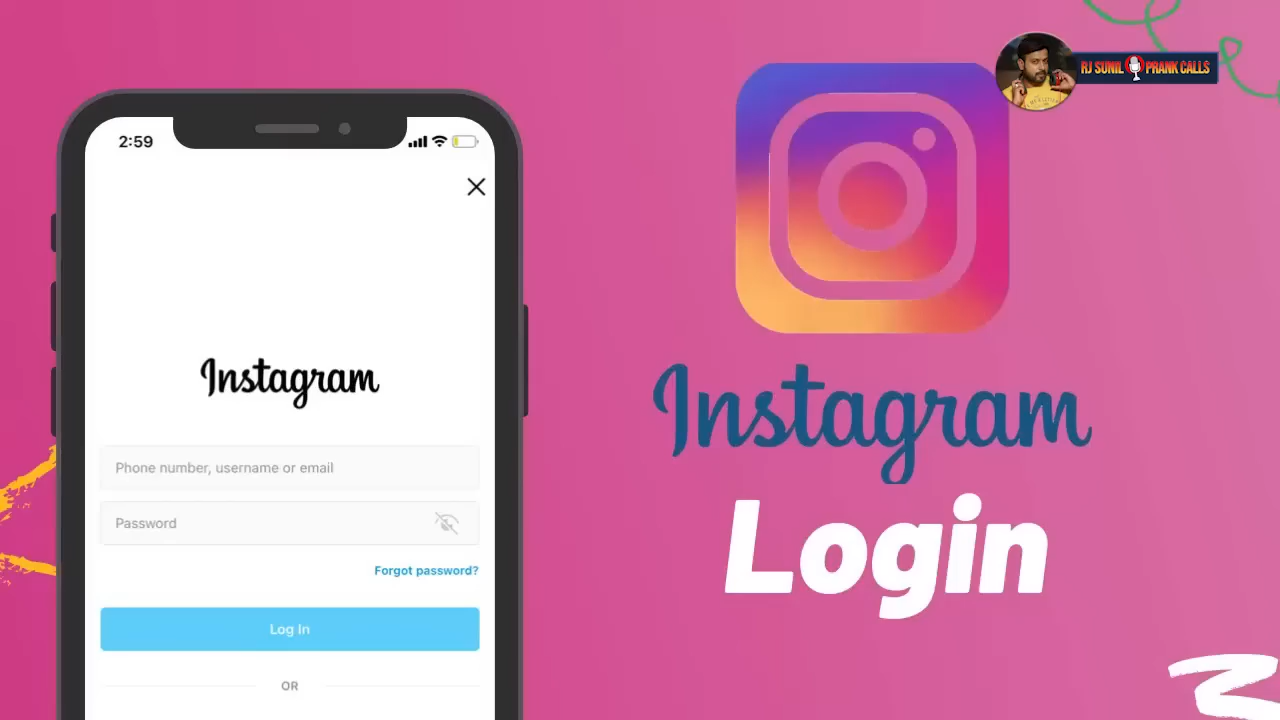 2:59
Instagram
Phone number, username or email
Password
Forgot password?
Log In
OR
RJ SUNIL PRANK CALLS
Instagram
Login